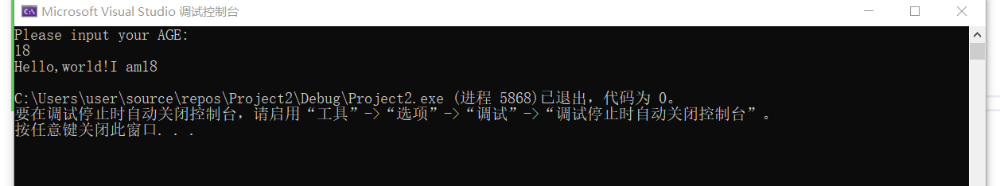 Microsoft Visual Studio 调试控制台
Please input your AGE:
18
Hello,world!I am18
C:\Users\user\source\repos\Project2\Debug\Project2.exe (进程 5868)已退出，代码为 0。
要在调试停止时自动关闭控制台，请启用“工具”->“选项”->“调试”->“调试停止时自动关闭控制台”。
按任意键关闭此窗口. . .